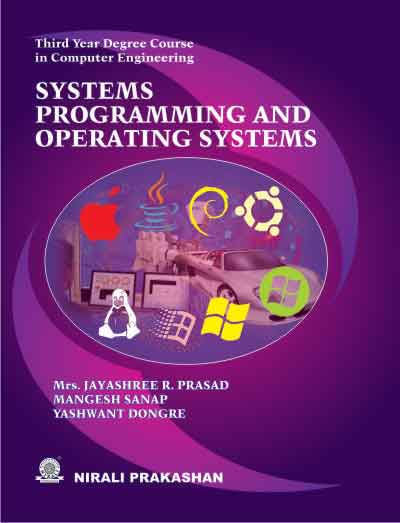 Third Year Degree Course
in Computer Engineering
SYSTEMS
PROGRAMMING AND
OPERATING SYSTEMS
Mrs. JAYASHREE R. PRASAD
MANGESH SANAP
YASHWANT DONGRE
NIRALI PRAKASHAN